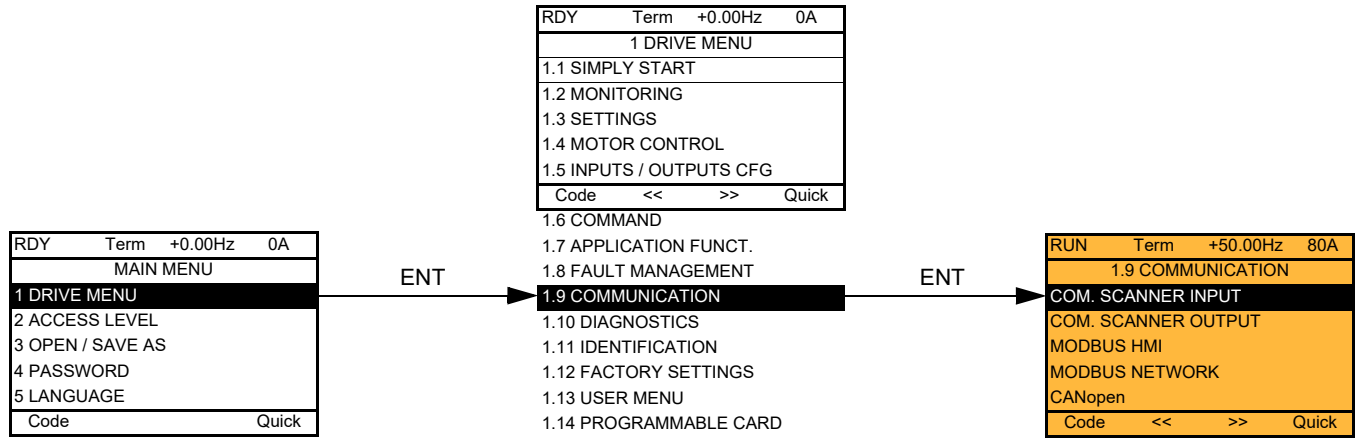 RDY Term +0.00Hz 0A
MAIN MENU
1 DRIVE MENU
2 ACCESS LEVEL
3 OPEN / SAVE AS
4 PASSWORD
5 LANGUAGE
Code Quick
ENT
RDY Term +0.00Hz 0A
1 DRIVE MENU
1.1 SIMPLY START
1.2 MONITORING
1.3 SETTINGS
1.4 MOTOR CONTROL
1.5 INPUTS / OUTPUTS CFG
Code << >> Quick
1.6 COMMAND
1.7 APPLICATION FUNCT.
1.8 FAULT MANAGEMENT
1.9 COMMUNICATION
1.10 DIAGNOSTICS
1.11 IDENTIFICATION
1.12 FACTORY SETTINGS
1.13 USER MENU
1.14 PROGRAMMABLE CARD
ENT
RUN Term +50.00Hz 80A
1.9 COMMUNICATION
COM. SCANNER INPUT
COM. SCANNER OUTPUT
MODBUS HMI
MODBUS NETWORK
CANopen
Code << >> Quick